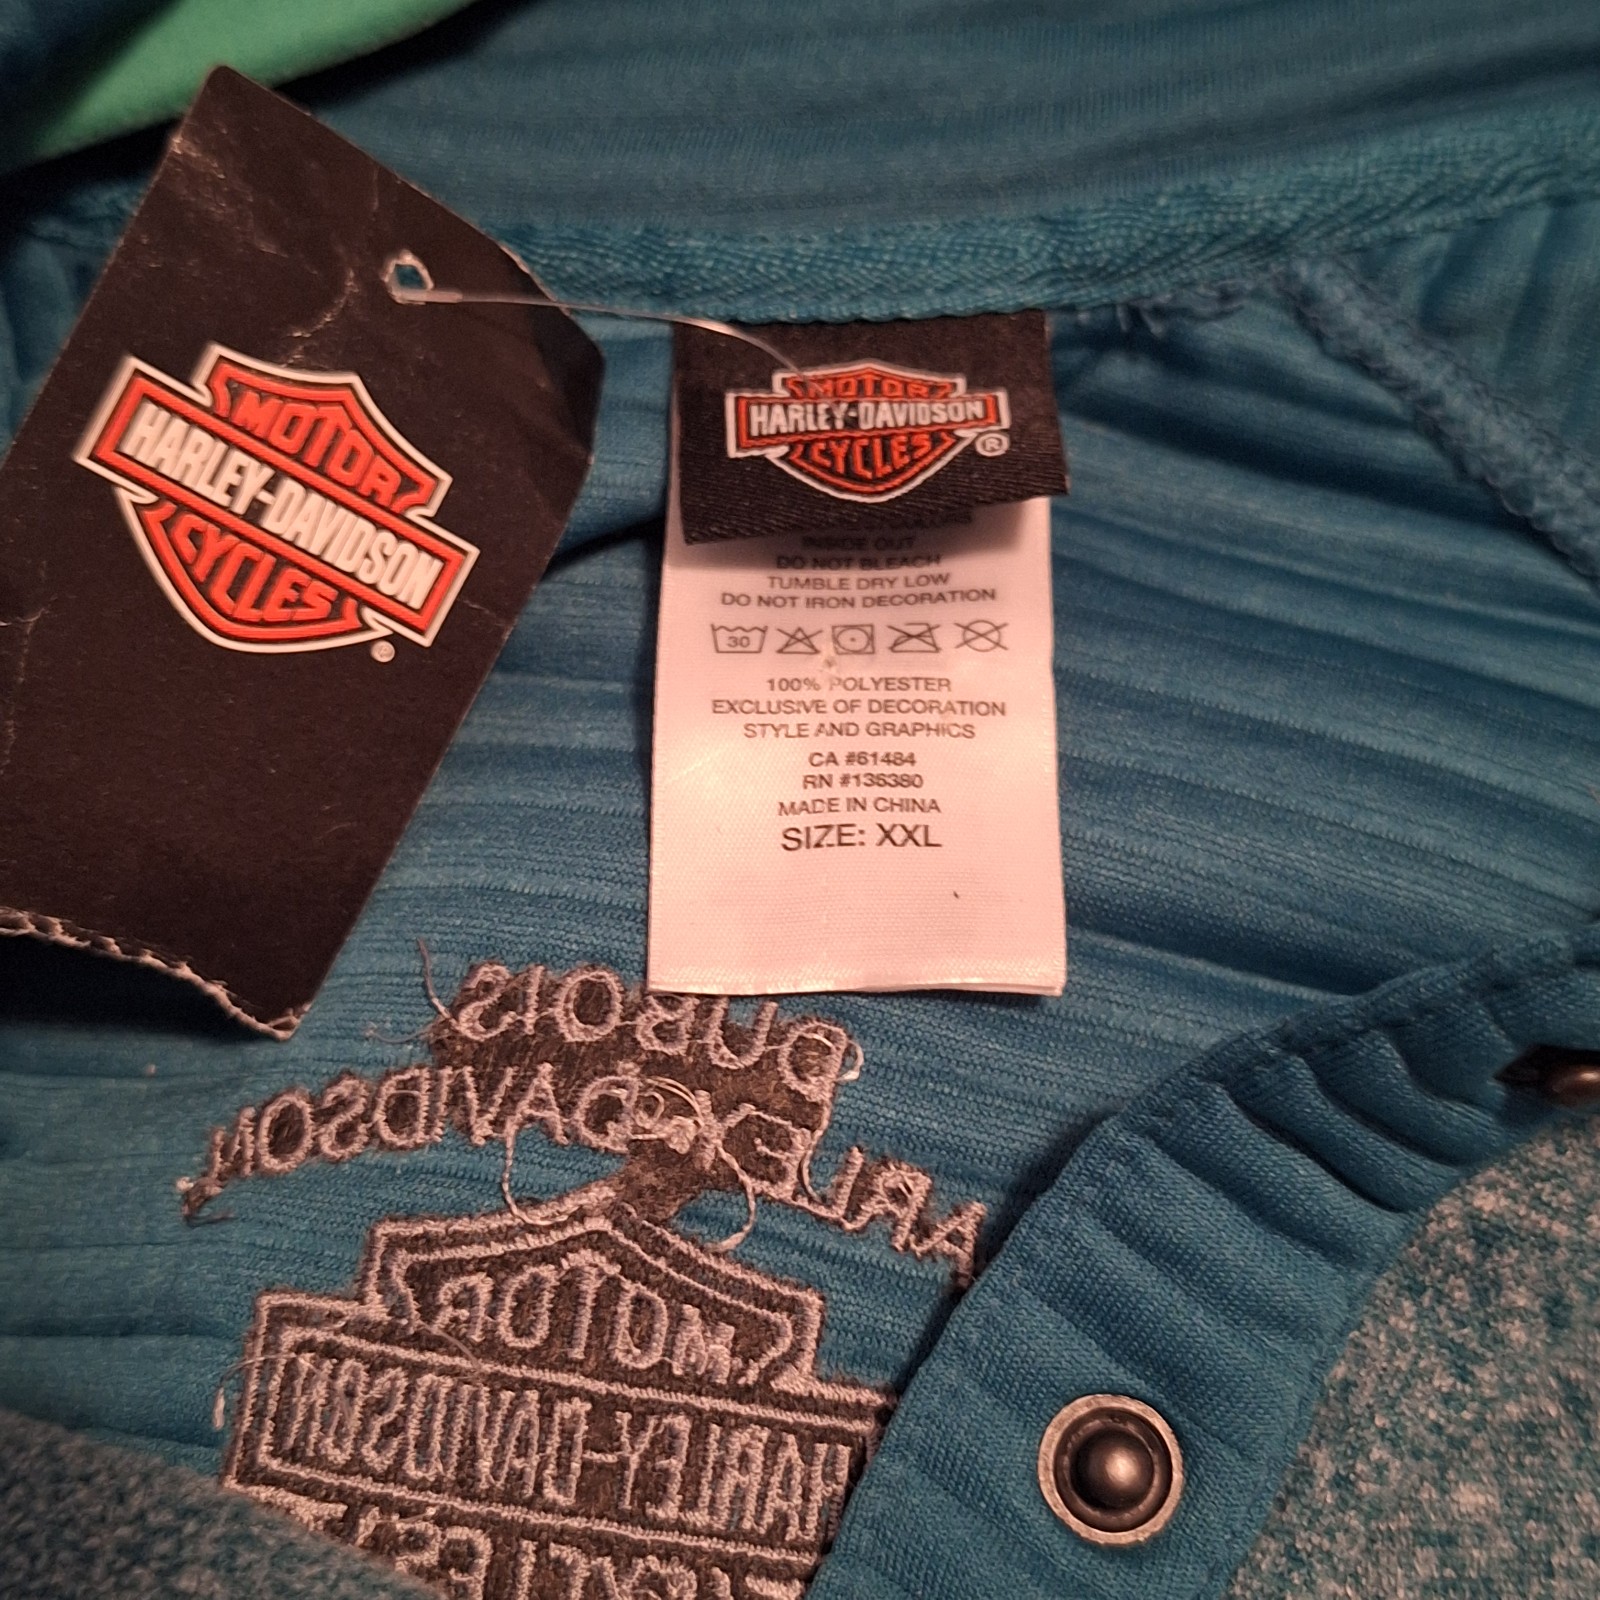 MOTOR
HARLEY-DAVIDSON
CYCLES
®
MOTOR
HARLEY-DAVIDSON
CYCLES
®
INSIDE OUT
DO NOT BLEACH
TUMBLE DRY LOW
DO NOT IRON DECORATION
30
100% POLYESTER
EXCLUSIVE OF DECORATION
STYLE AND GRAPHICS
CA #61484
RN #136380
MADE IN CHINA
SIZE: XXL
DUBOIS
HARLEY DAVIDSON
MOTOR
HARLEY-DAVIDSON